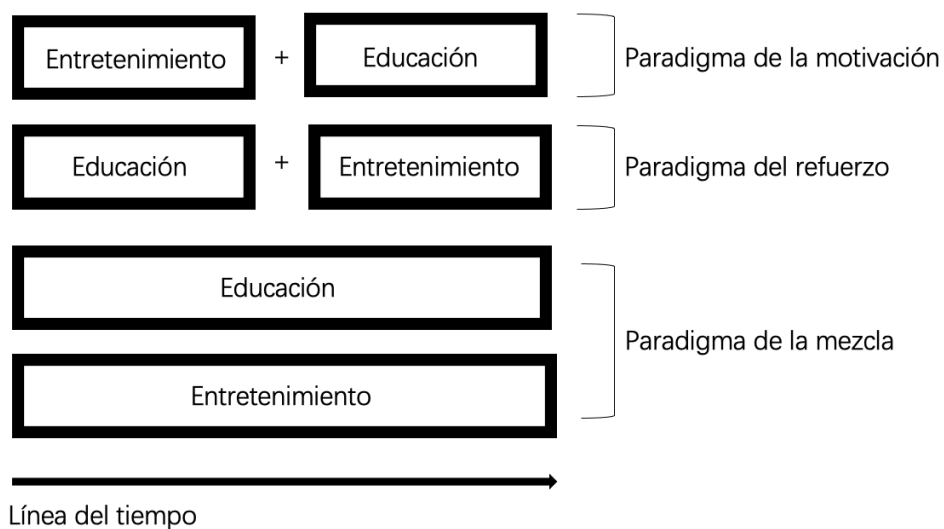 Entretenimiento + Educación Paradigma de la motivación
Educación + Entretenimiento Paradigma del refuerzo
Educación
Paradigma de la mezcla
Entretenimiento
Línea del tiempo